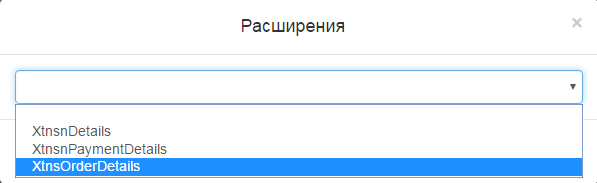 Расширения
×
XtnsnDetails
XtnsnPaymentDetails
XtnsOrderDetails